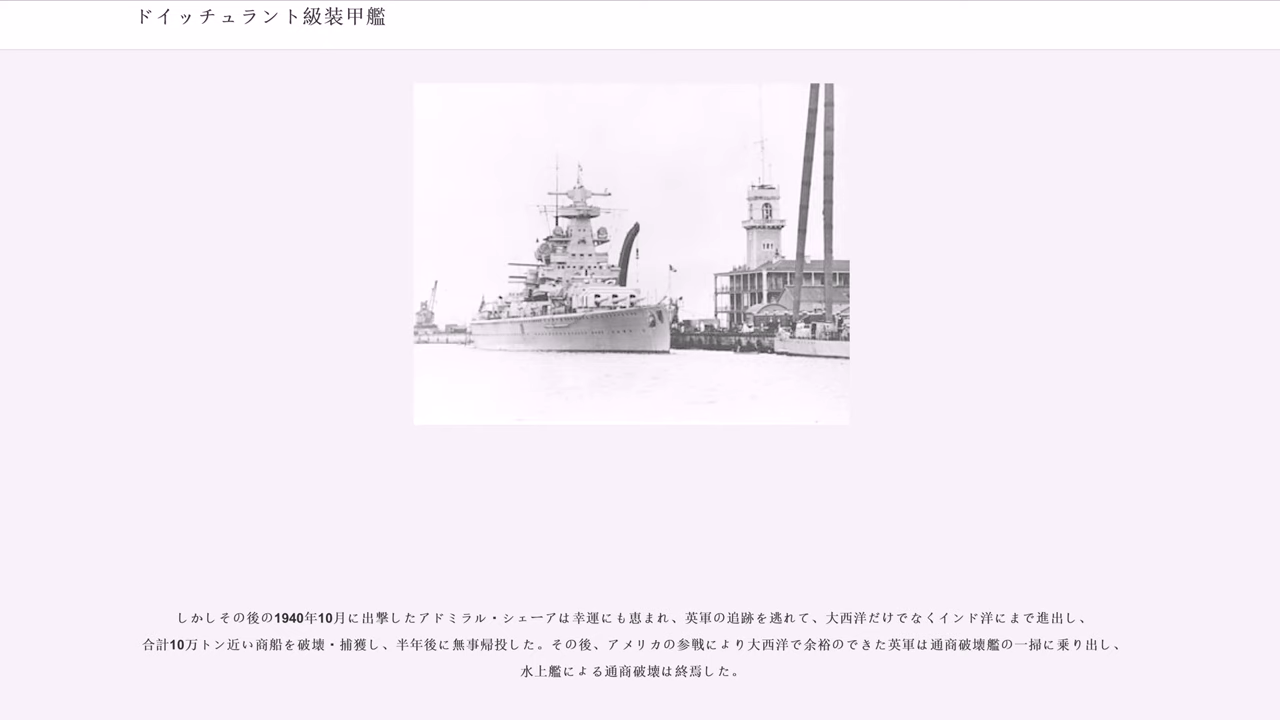 ドイッチュラント級装甲艦
しかしその後の1940年10月に出撃したアドミラル・シェーアは幸運にも恵まれ、英軍の追跡を逃れて、大西洋だけでなくインド洋にまで進出し、
合計10万トン近い商船を破壊・捕獲し、半年後に無事帰投した。その後、アメリカの参戦により大西洋で余裕のできた英軍は通商破壊艦の一掃に乗り出し、
水上艦による通商破壊は終焉した。